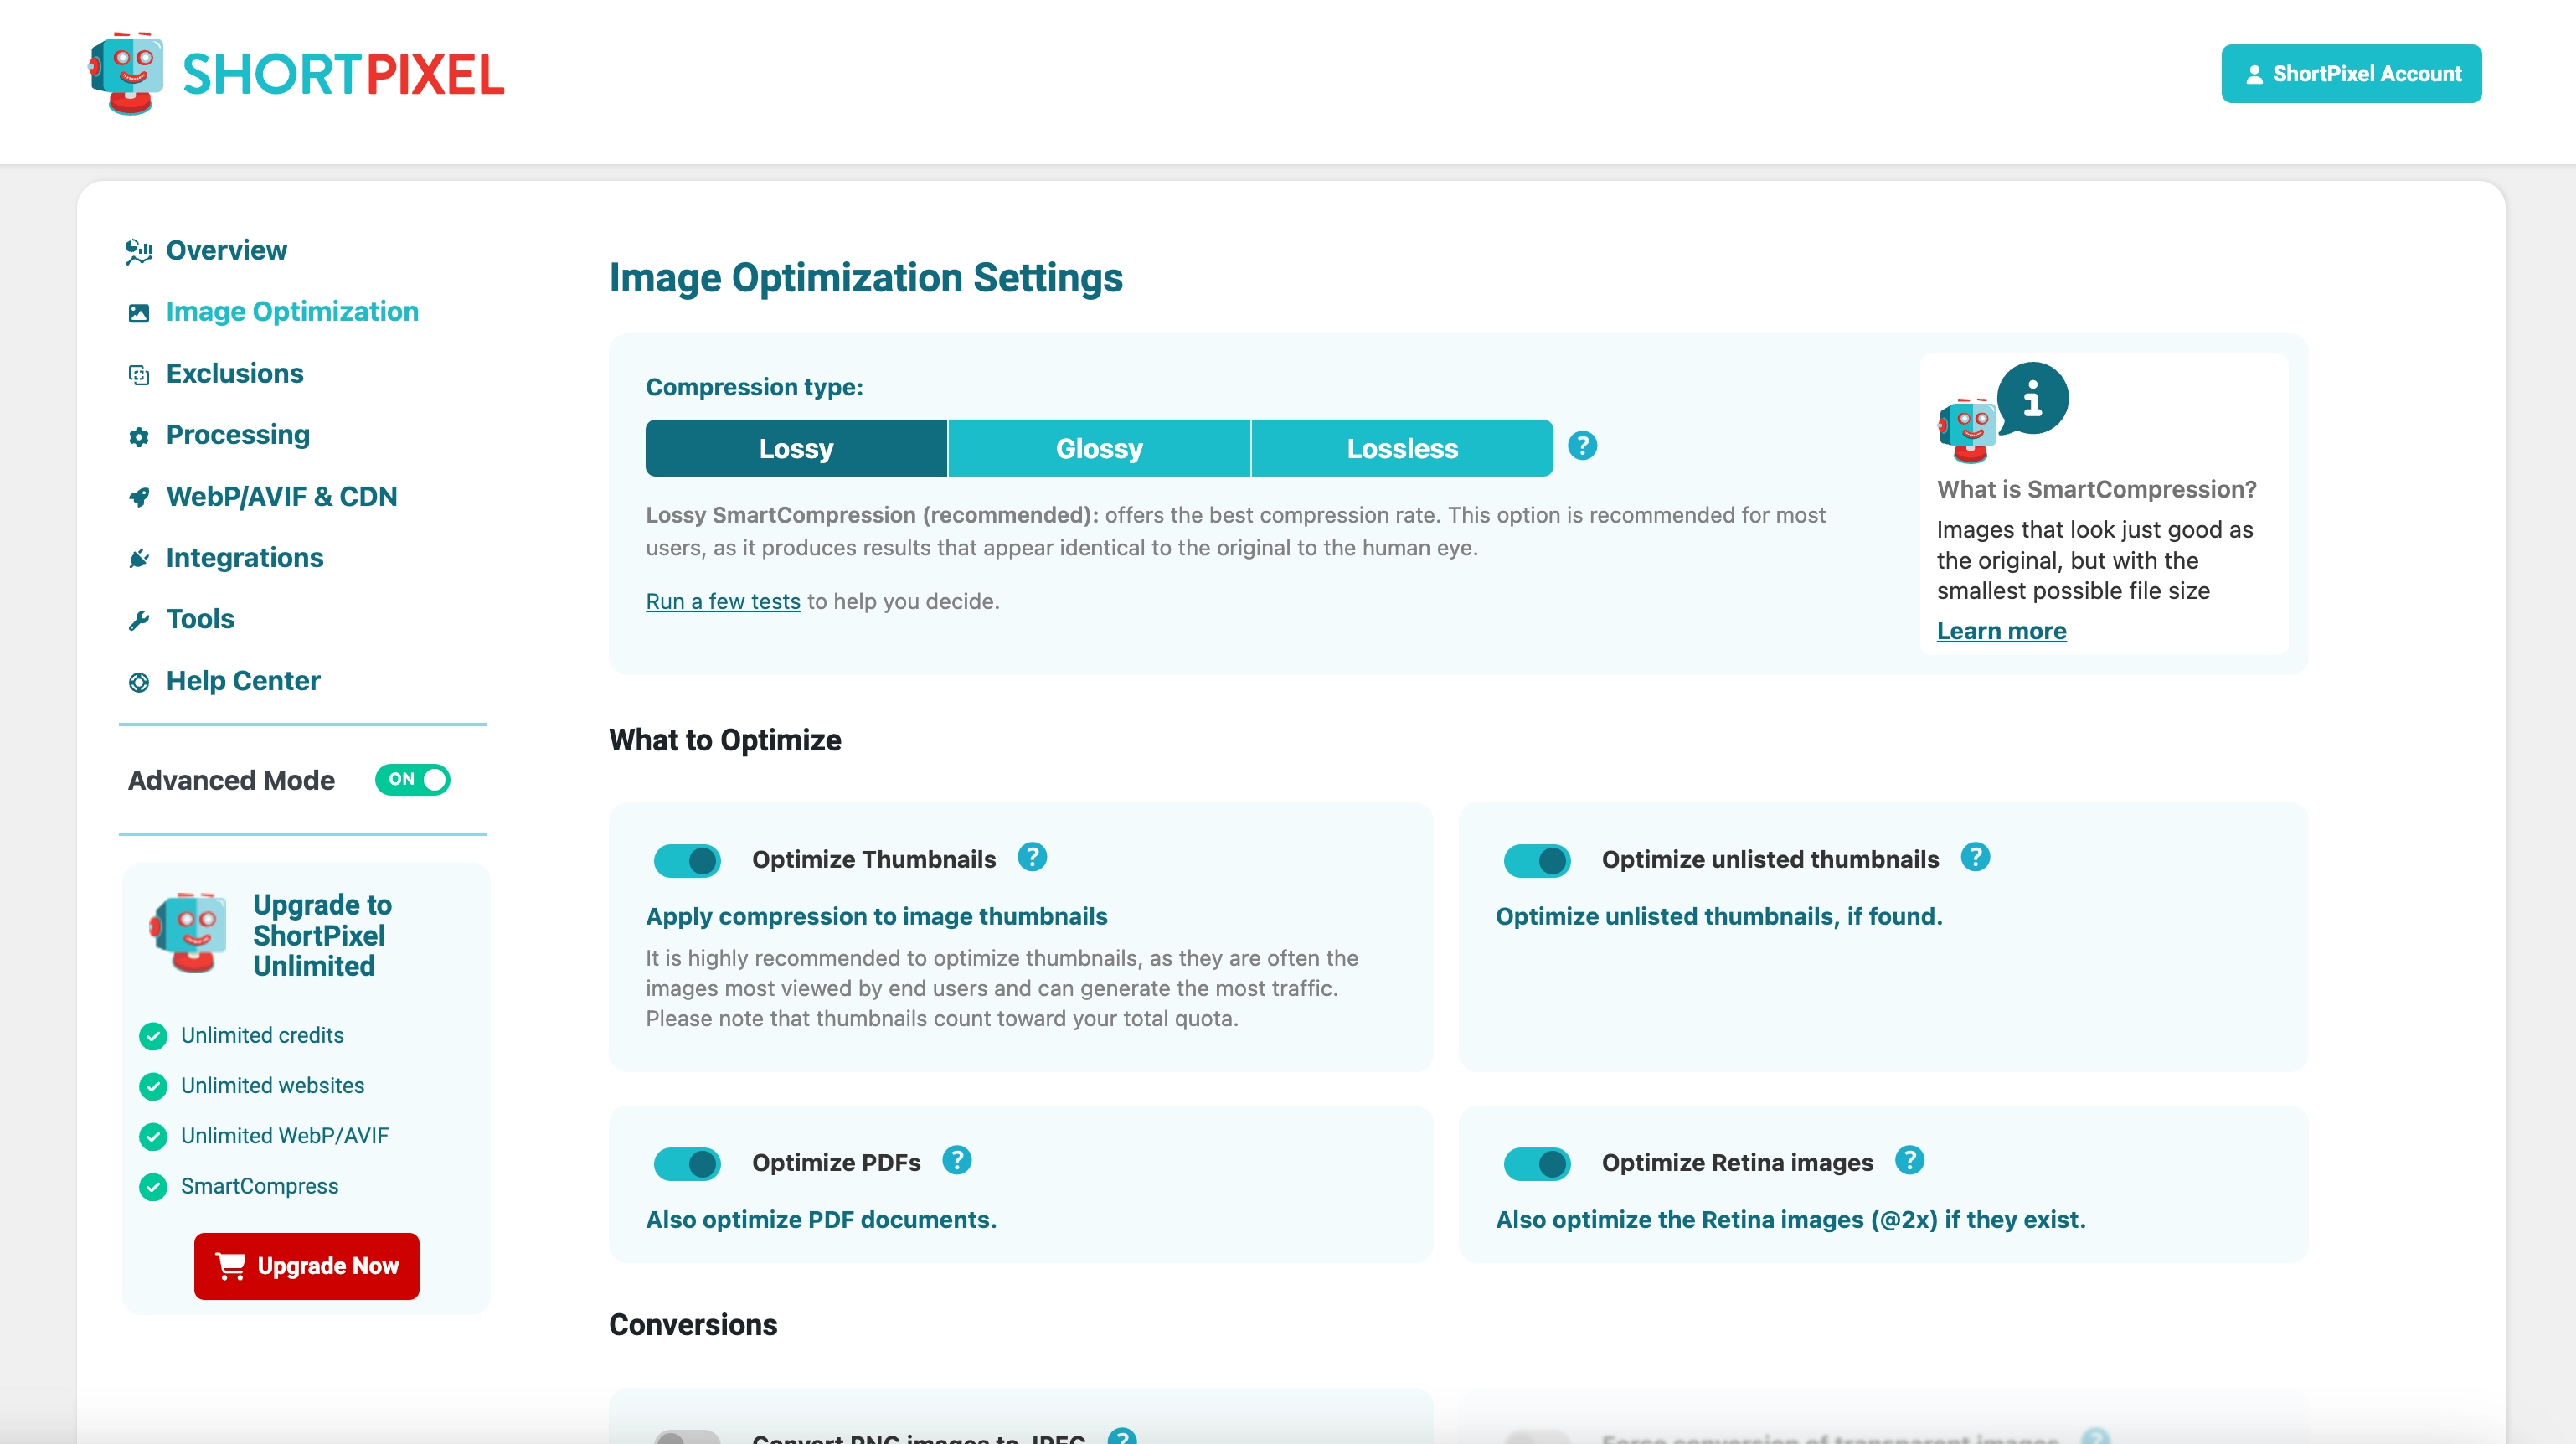 SHORTPIXEL
ShortPixel Account
Overview
Image Optimization
Exclusions
Processing
WebP/AVIF & CDN
Integrations
Tools
Help Center
Advanced Mode
ON
Upgrade to
ShortPixel
Unlimited
Unlimited credits
Unlimited websites
Unlimited WebP/AVIF
SmartCompress
Upgrade Now
Image Optimization Settings
Compression type:
Lossy
Glossy
Lossless
?
Lossy SmartCompression (recommended): offers the best compression rate. This option is recommended for most
users, as it produces results that appear identical to the original to the human eye.
Run a few tests to help you decide.
What is SmartCompression?
Images that look just good as
the original, but with the
smallest possible file size
Learn more
What to Optimize
Optimize Thumbnails ?
Apply compression to image thumbnails
It is highly recommended to optimize thumbnails, as they are often the
images most viewed by end users and can generate the most traffic.
Please note that thumbnails count toward your total quota.
Optimize unlisted thumbnails ?
Optimize unlisted thumbnails, if found.
Optimize PDFs ?
Also optimize PDF documents.
Optimize Retina images ?
Also optimize the Retina images (@2x) if they exist.
Conversions
Convert PNG images to JPEG ?
Force conversion of transparent images ?